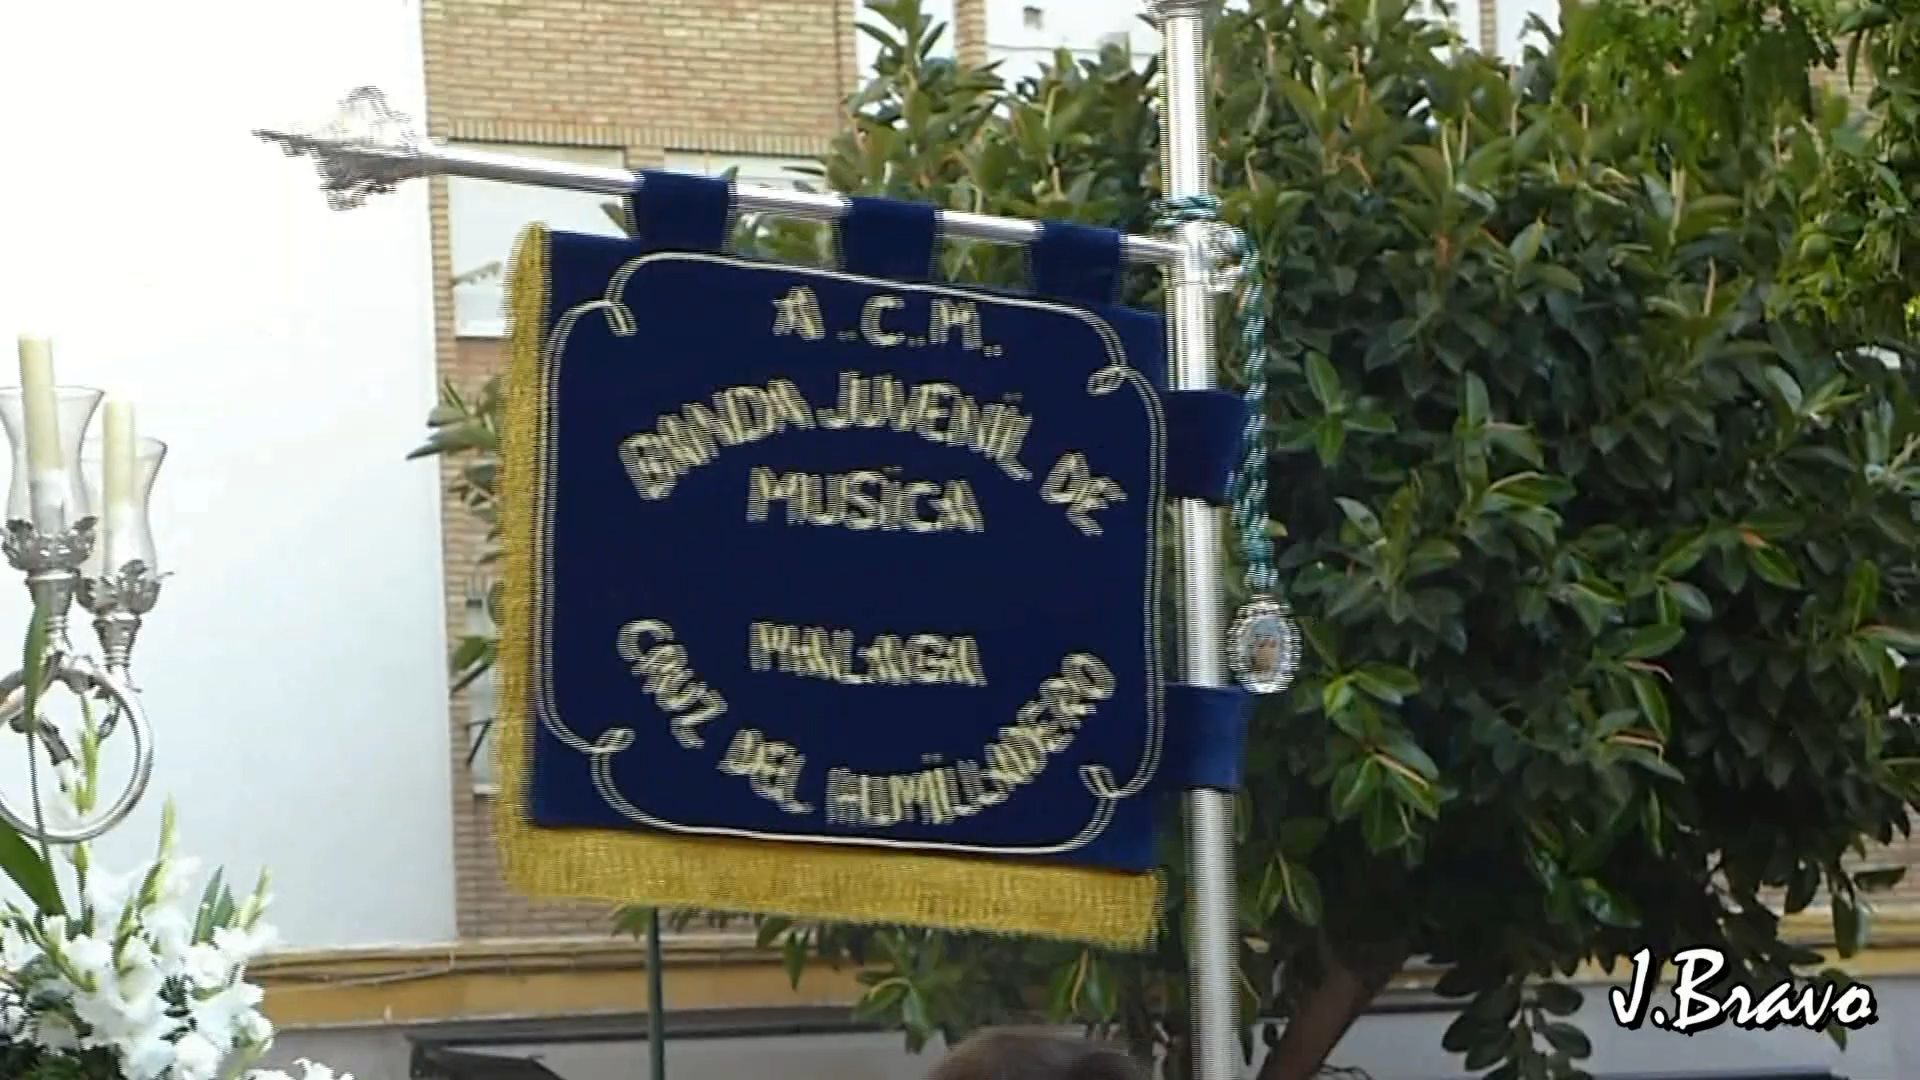 A.C.M.
BANDA JUVENIL DE
MUSICA
MALAGA
CRUZ DEL HUMILLADERO
J.Bravo